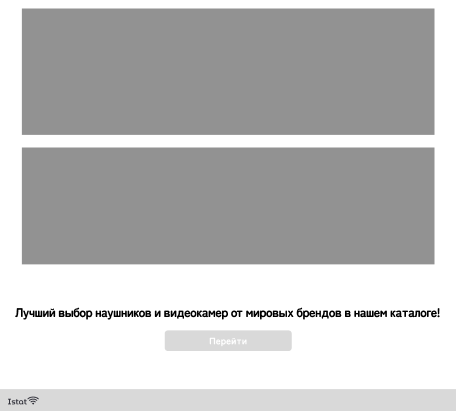 Лучший выбор наушников и видеокамер от мировых брендов в нашем каталоге!
Перейти
Istat